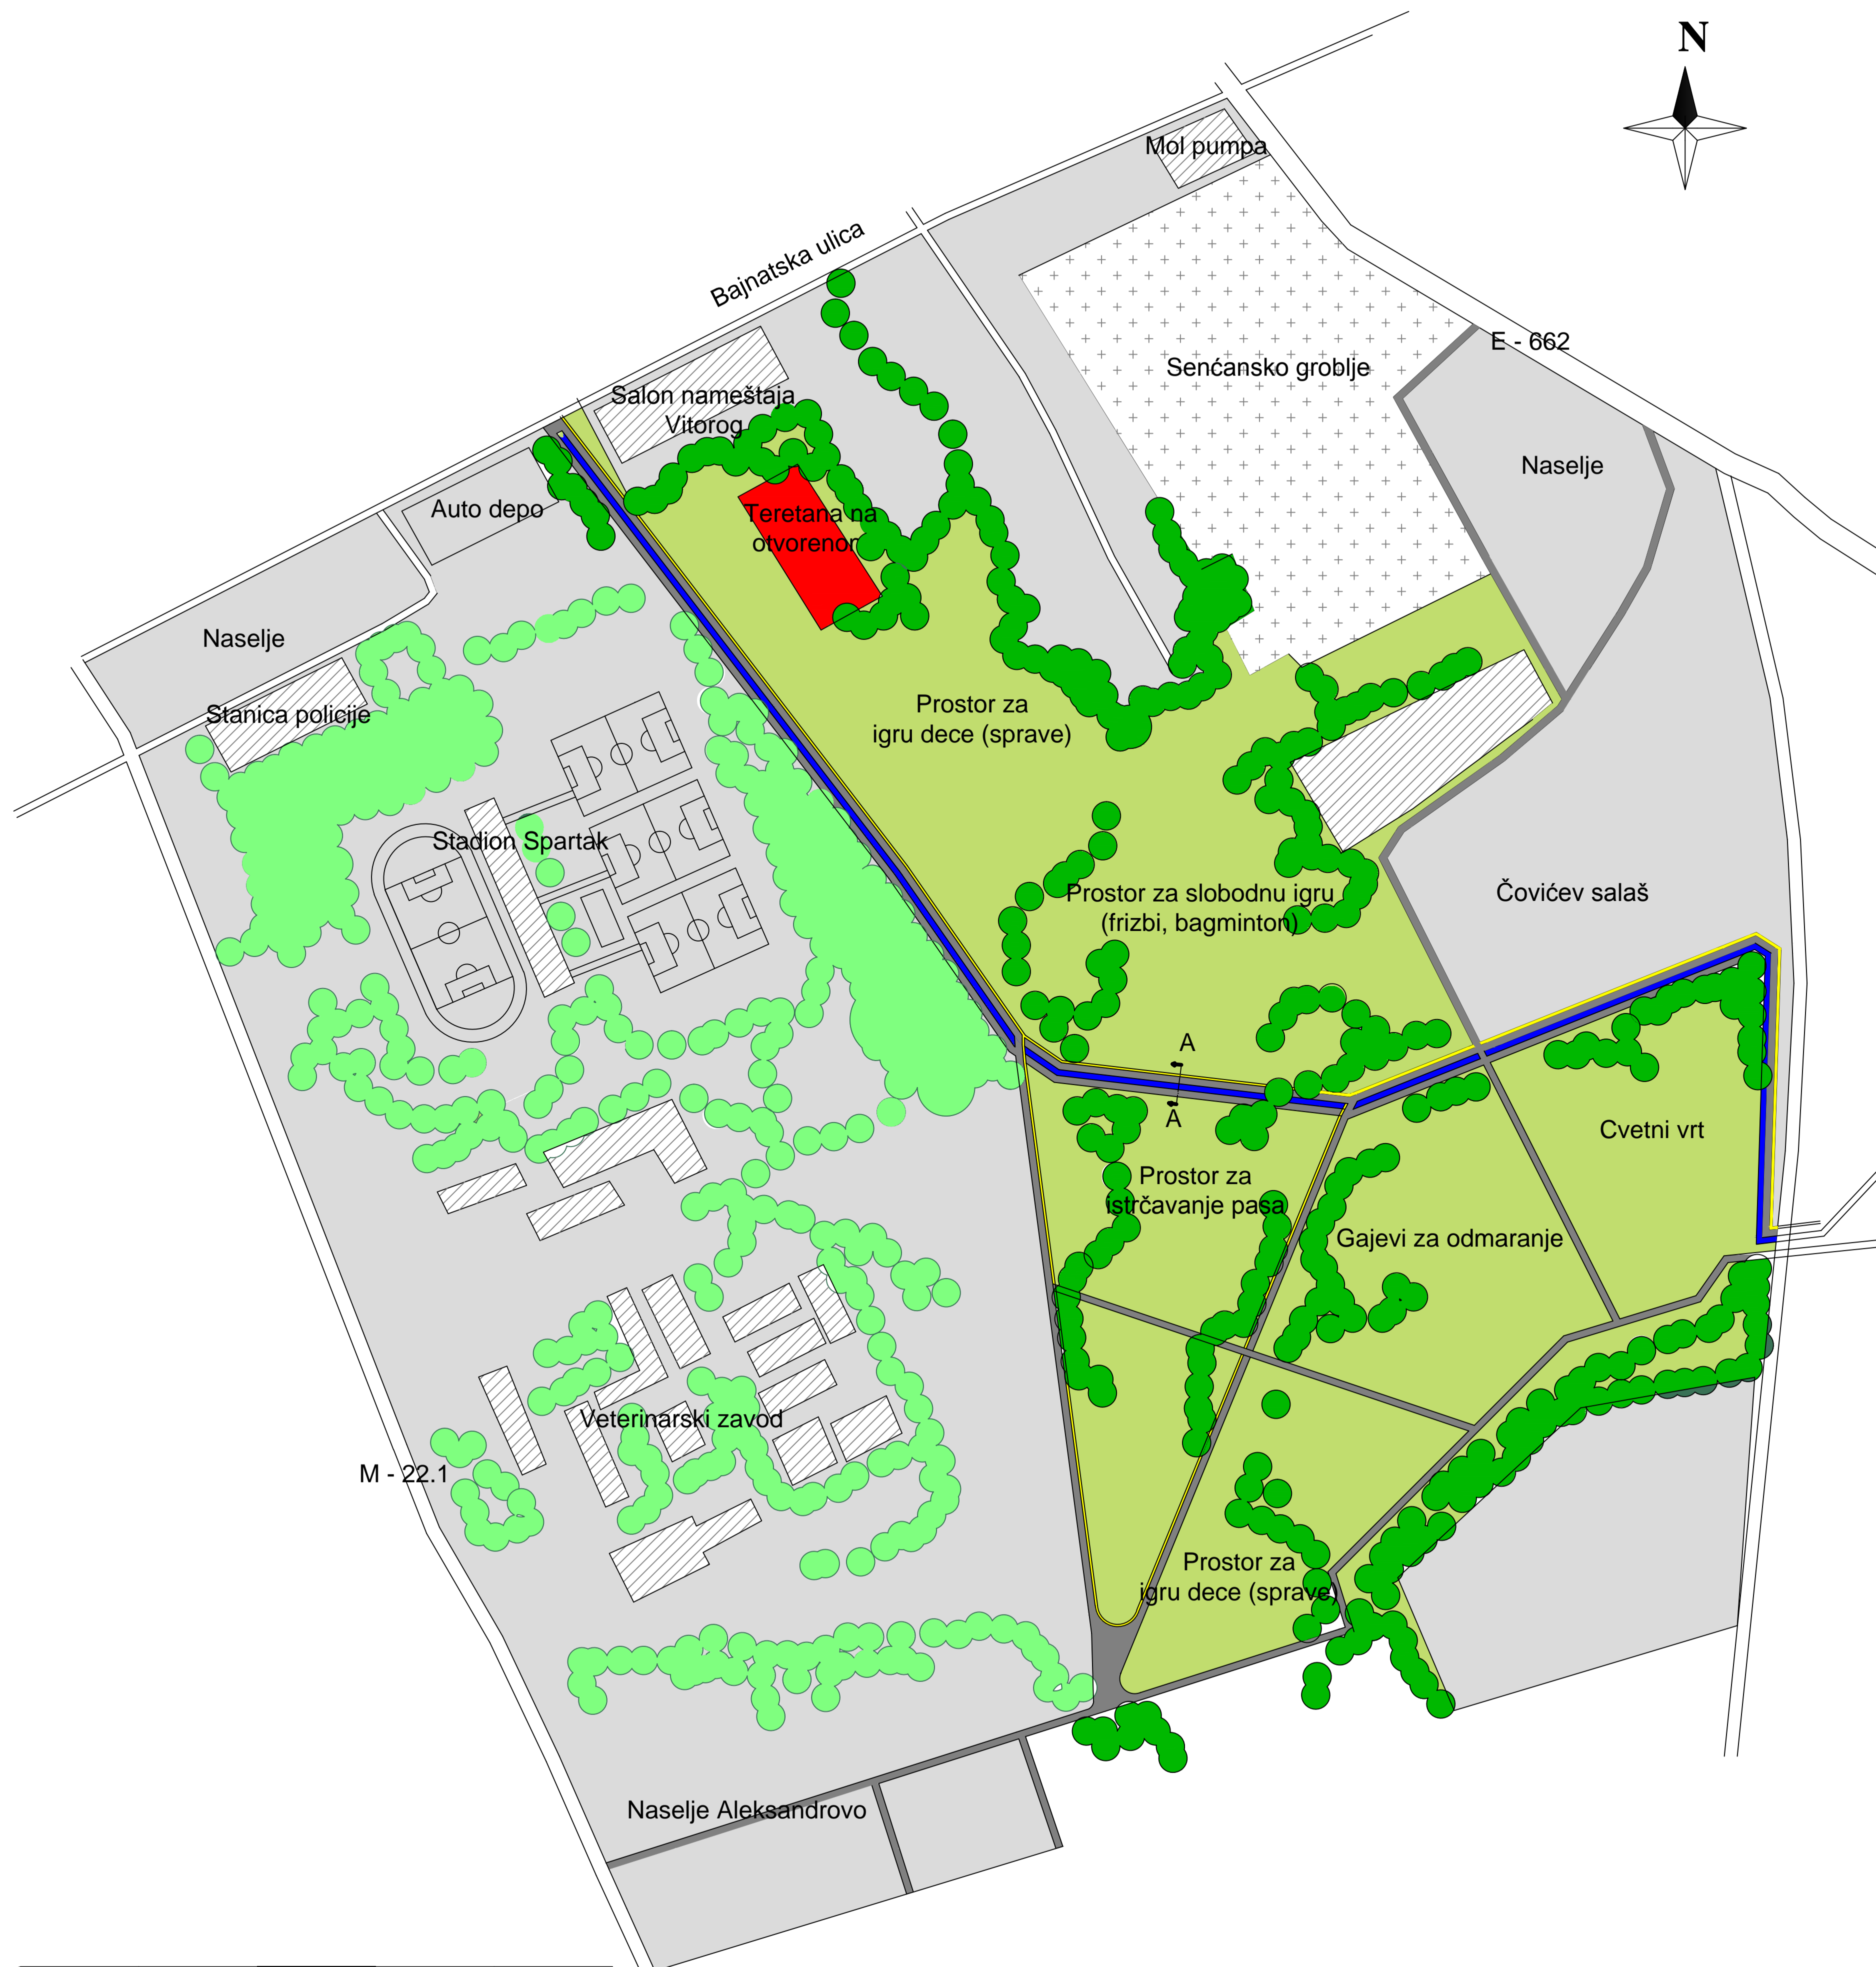 N
Mol pumpa
Bajnatska ulica
E - 662
Senćansko groblje
Salon nameštaja
Vitorog
Naselje
Auto depo
Teretana na
otvorenom
Naselje
Stanica policije
Prostor za
igru dece (sprave)
Stadion Spartak
Prostor za slobodnu igru
(frizbi, bagminton)
Čovićev salaš
A
A
Cvetni vrt
Prostor za
istrčavanje pasa
Gajevi za odmaranje
Veterinarski zavod
M - 22.1
Prostor za
igru dece (sprave)
Naselje Aleksandrovo